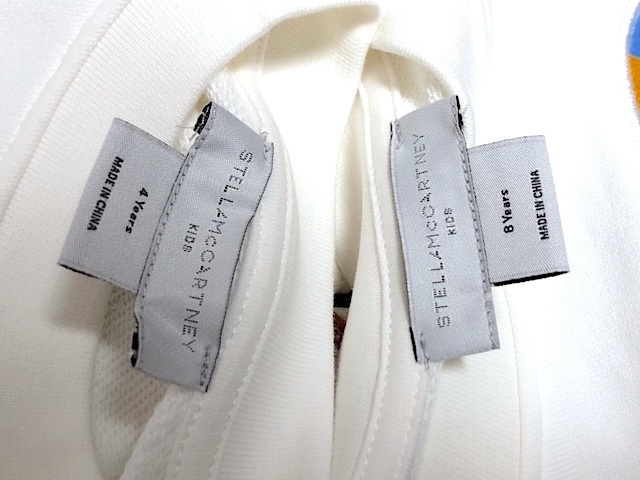 STELLAMCCARTNEY
KIDS
4 Years
MADE IN CHINA
STELLAMCCARTNEY
KIDS
8 Years
MADE IN CHINA